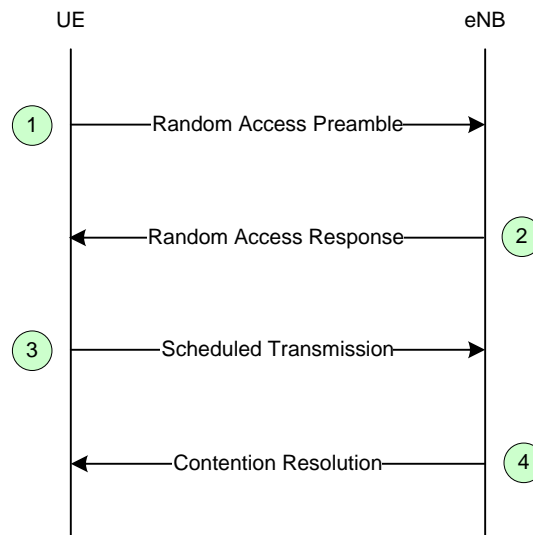 UE
eNB
1
Random Access Preamble
Random Access Response
2
3
Scheduled Transmission
Contention Resolution
4